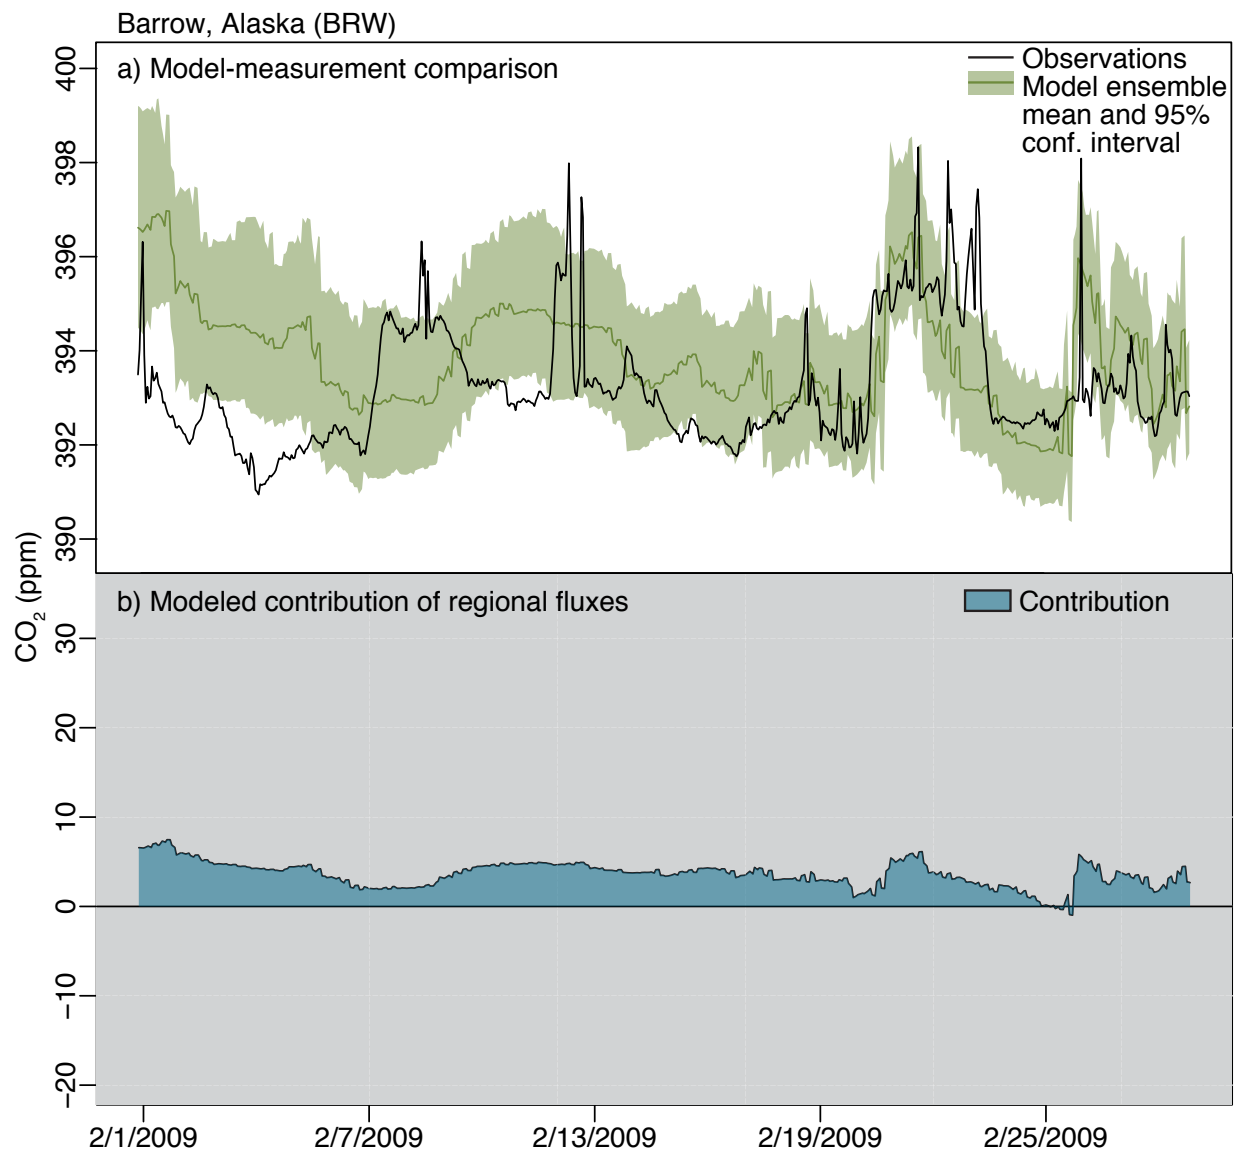 Barrow, Alaska (BRW)
a) Model-measurement comparison
Observations
Model ensemble
mean and 95%
conf. interval
400
398
396
394
392
390
CO2 (ppm)
b) Modeled contribution of regional fluxes
Contribution
30
20
10
0
−10
−20
2/1/2009
2/7/2009
2/13/2009
2/19/2009
2/25/2009